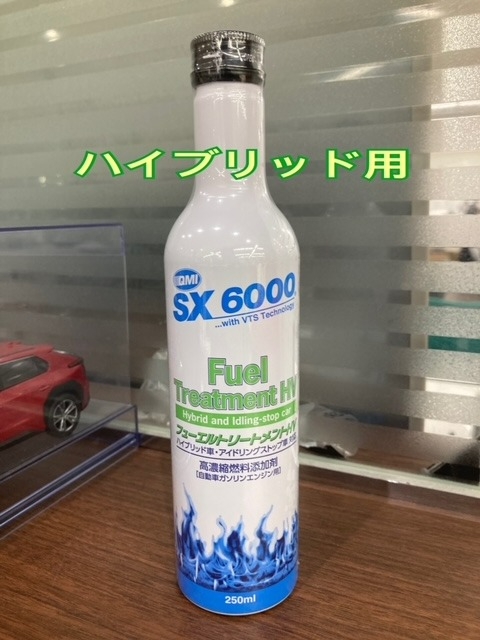 ハイブリッド用
QMI
SX 6000
...with VTS Technology
Fuel
Treatment HV
Hybrid and Idling-stop car
フューエルトリートメントHV
ハイブリッド車・アイドリングストップ車 対応
高濃縮燃料添加剤
[自動車ガソリンエンジン用]
250ml